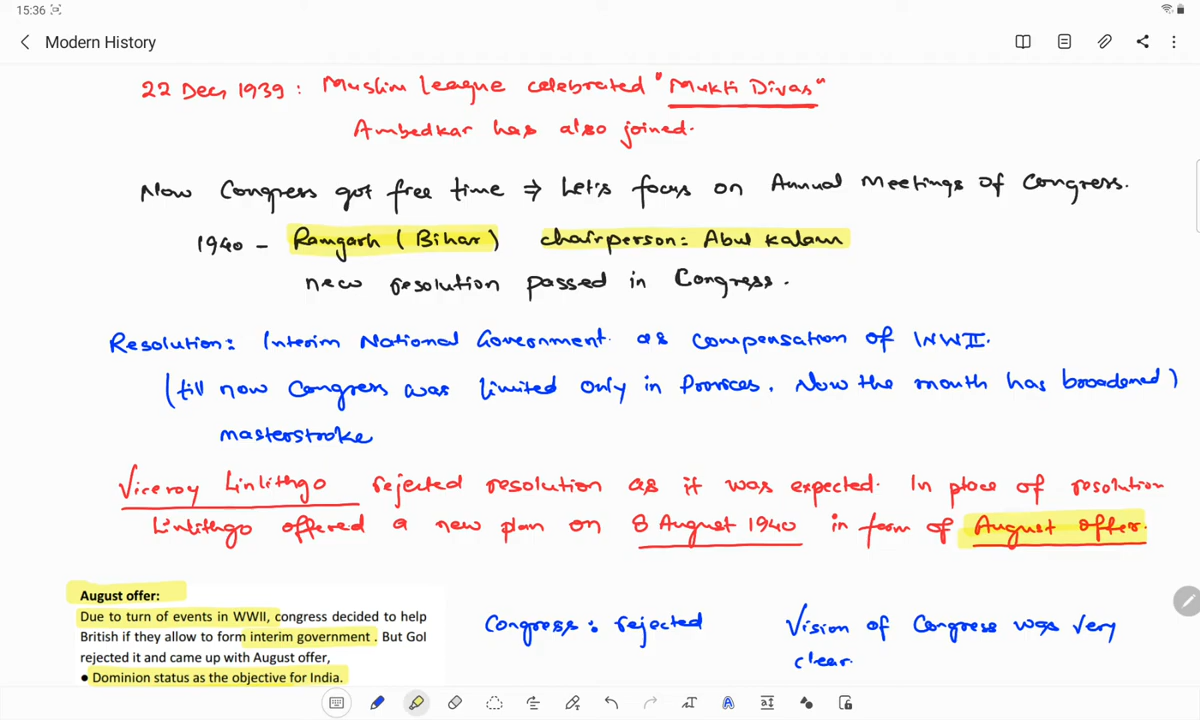 15:36
Modern History
22 Dec, 1939 : Muslim league celebrated "Mukti Divas"
Ambedkar has also joined.
Now Congress got free time ⇒ Let's focus on Annual Meetings of Congress.
1940 - Ramgarh (Bihar) chairperson: Abul kalam
new resolution passed in Congress.
Resolution: Interim National Government as compensation of WWII.
(till now Congress was limited only in Provices. Now the mouth has broadened)
masterstroke
Viceroy Linlithgo rejected resolution as it was expected. In place of resolution
Linlithgo offered a new plan on 8 August 1940 in form of August offer.
August offer:
Due to turn of events in WWII, congress decided to help
British if they allow to form interim government . But GoI
rejected it and came up with August offer,
● Dominion status as the objective for India.
Congress : rejected
Vision of Congress was very
clear.